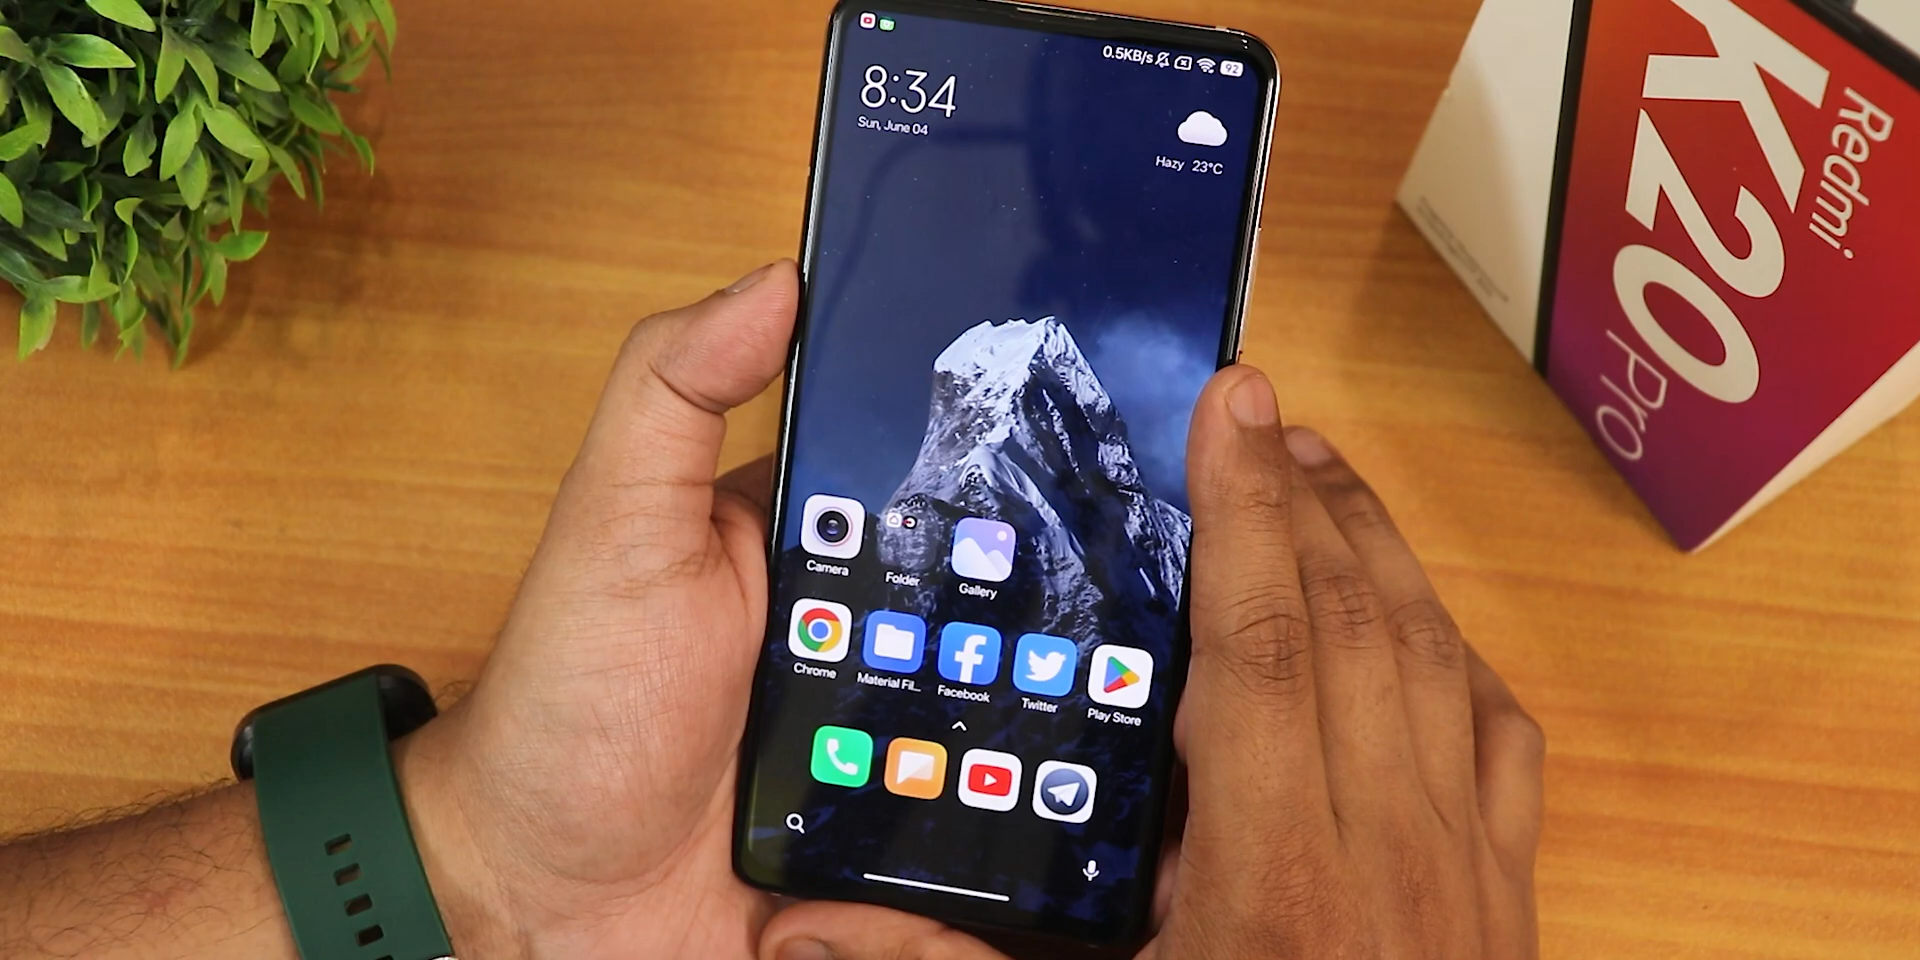 0.5KB/s 92
8:34
Sun, June 04
Hazy 23°C
Camera
Folder
Gallery
Chrome
Material Fil...
Facebook
Twitter
Play Store
Redmi
K20
Pro